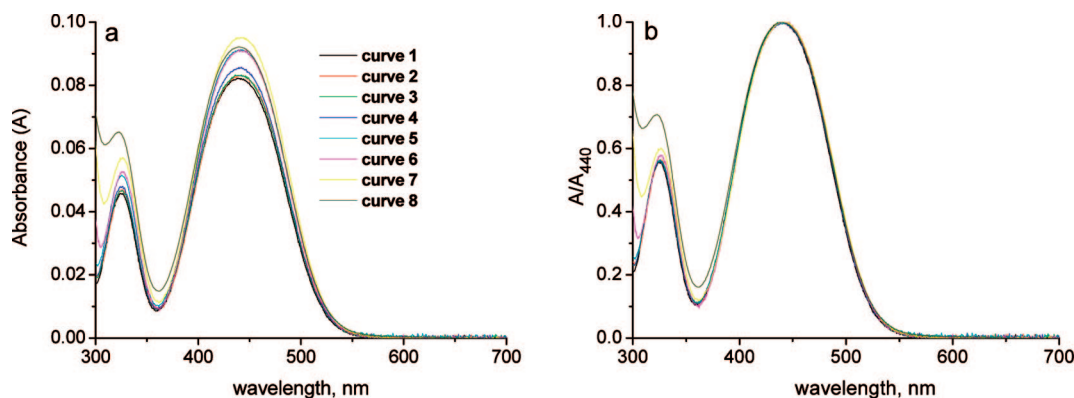 a
b
0.10
0.08
0.06
0.04
0.02
0.00
Absorbance (A)
curve 1
curve 2
curve 3
curve 4
curve 5
curve 6
curve 7
curve 8
300
400
500
600
700
wavelength, nm
1.0
0.8
0.6
0.4
0.2
0.0
A/A440
300
400
500
600
700
wavelength, nm